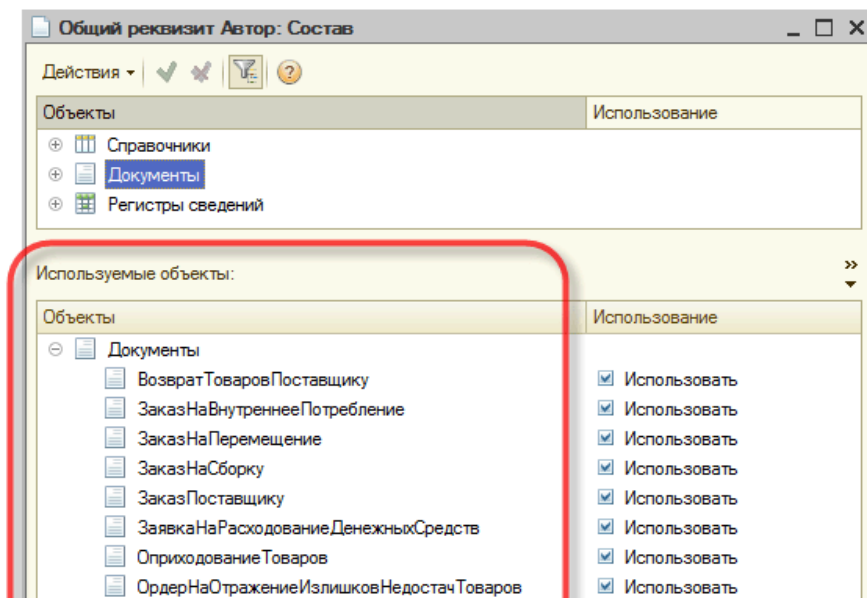 Общий реквизит Автор: Состав
Действия
Объекты Использование
Справочники
Документы
Регистры сведений
Используемые объекты:
Объекты Использование
Документы
ВозвратТоваровПоставщику Использовать
ЗаказНаВнутреннееПотребление Использовать
ЗаказНаПеремещение Использовать
ЗаказНаСборку Использовать
ЗаказПоставщику Использовать
ЗаявкаНаРасходованиеДенежныхСредств Использовать
ОприходованиеТоваров Использовать
ОрдерНаОтражениеИзлишковНедостачТоваров Использовать